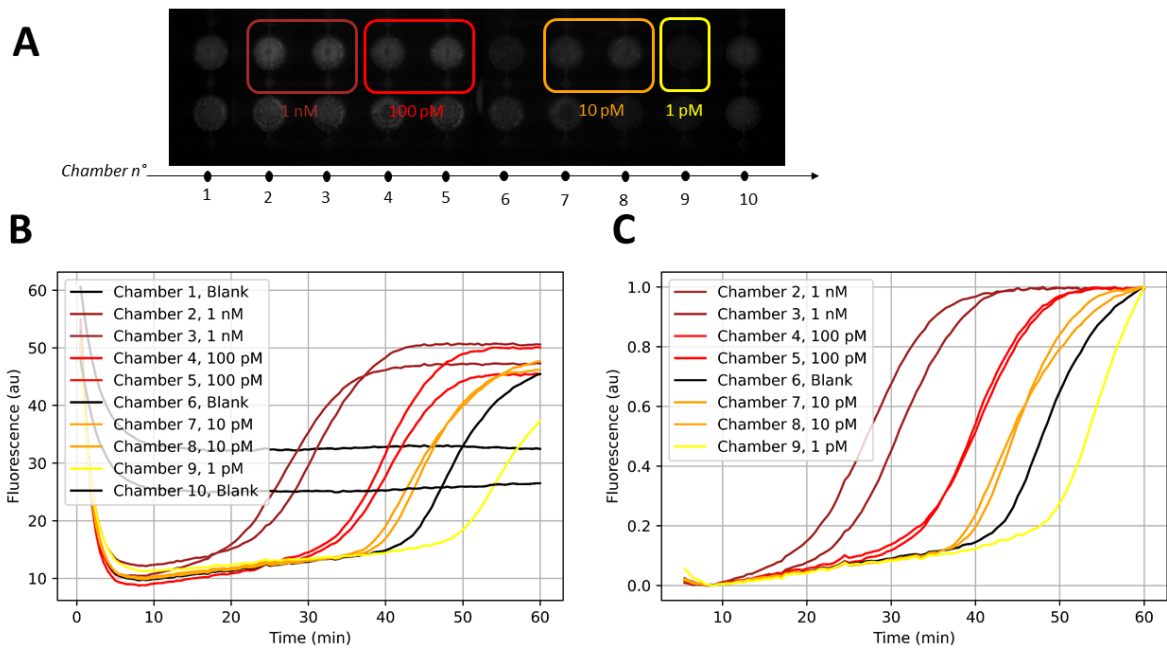 A
1 nM
100 pM
10 pM
1 pM
Chamber n°
1 2 3 4 5 6 7 8 9 10
B
Fluorescence (au)
60
50
40
30
20
10
Chamber 1, Blank
Chamber 2, 1 nM
Chamber 3, 1 nM
Chamber 4, 100 pM
Chamber 5, 100 pM
Chamber 6, Blank
Chamber 7, 10 pM
Chamber 8, 10 pM
Chamber 9, 1 pM
Chamber 10, Blank
0 10 20 30 40 50 60
Time (min)
C
Fluorescence (au)
1.0
0.8
0.6
0.4
0.2
0.0
Chamber 2, 1 nM
Chamber 3, 1 nM
Chamber 4, 100 pM
Chamber 5, 100 pM
Chamber 6, Blank
Chamber 7, 10 pM
Chamber 8, 10 pM
Chamber 9, 1 pM
10 20 30 40 50 60
Time (min)